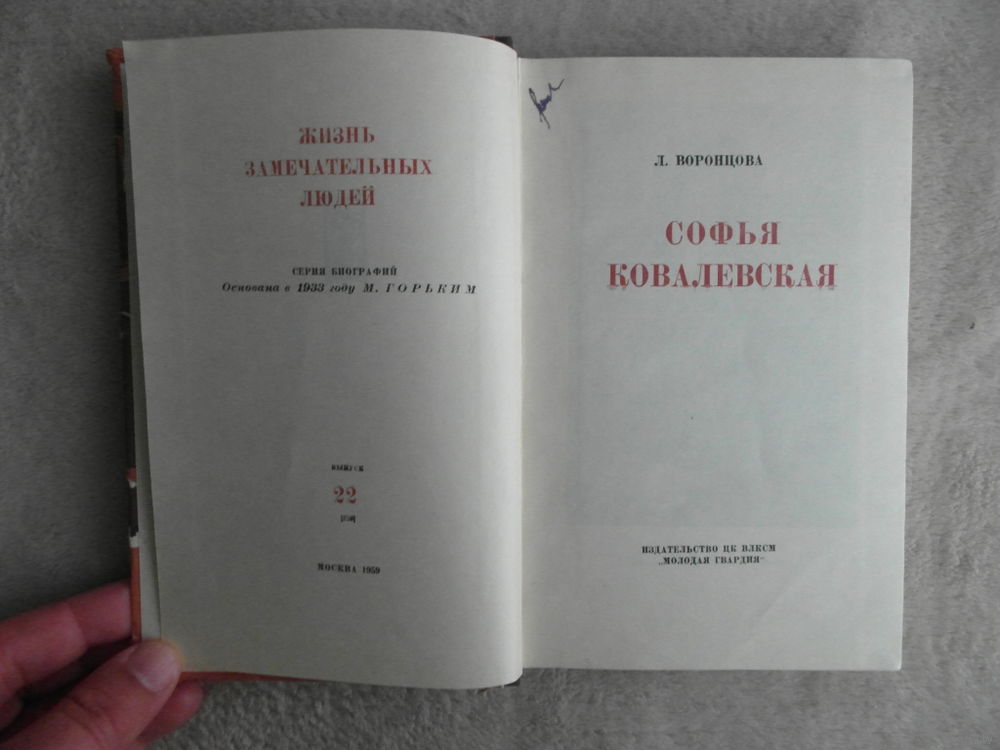 ЖИЗНЬ
ЗАМЕЧАТЕЛЬНЫХ
ЛЮДЕЙ
СЕРИЯ БИОГРАФИЙ
Основана в 1933 году М. ГОРЬКИМ
ВЫПУСК
22
МОСКВА 1959
Л. ВОРОНЦОВА
СОФЬЯ
КОВАЛЕВСКАЯ
ИЗДАТЕЛЬСТВО ЦК ВЛКСМ
„МОЛОДАЯ ГВАРДИЯ"